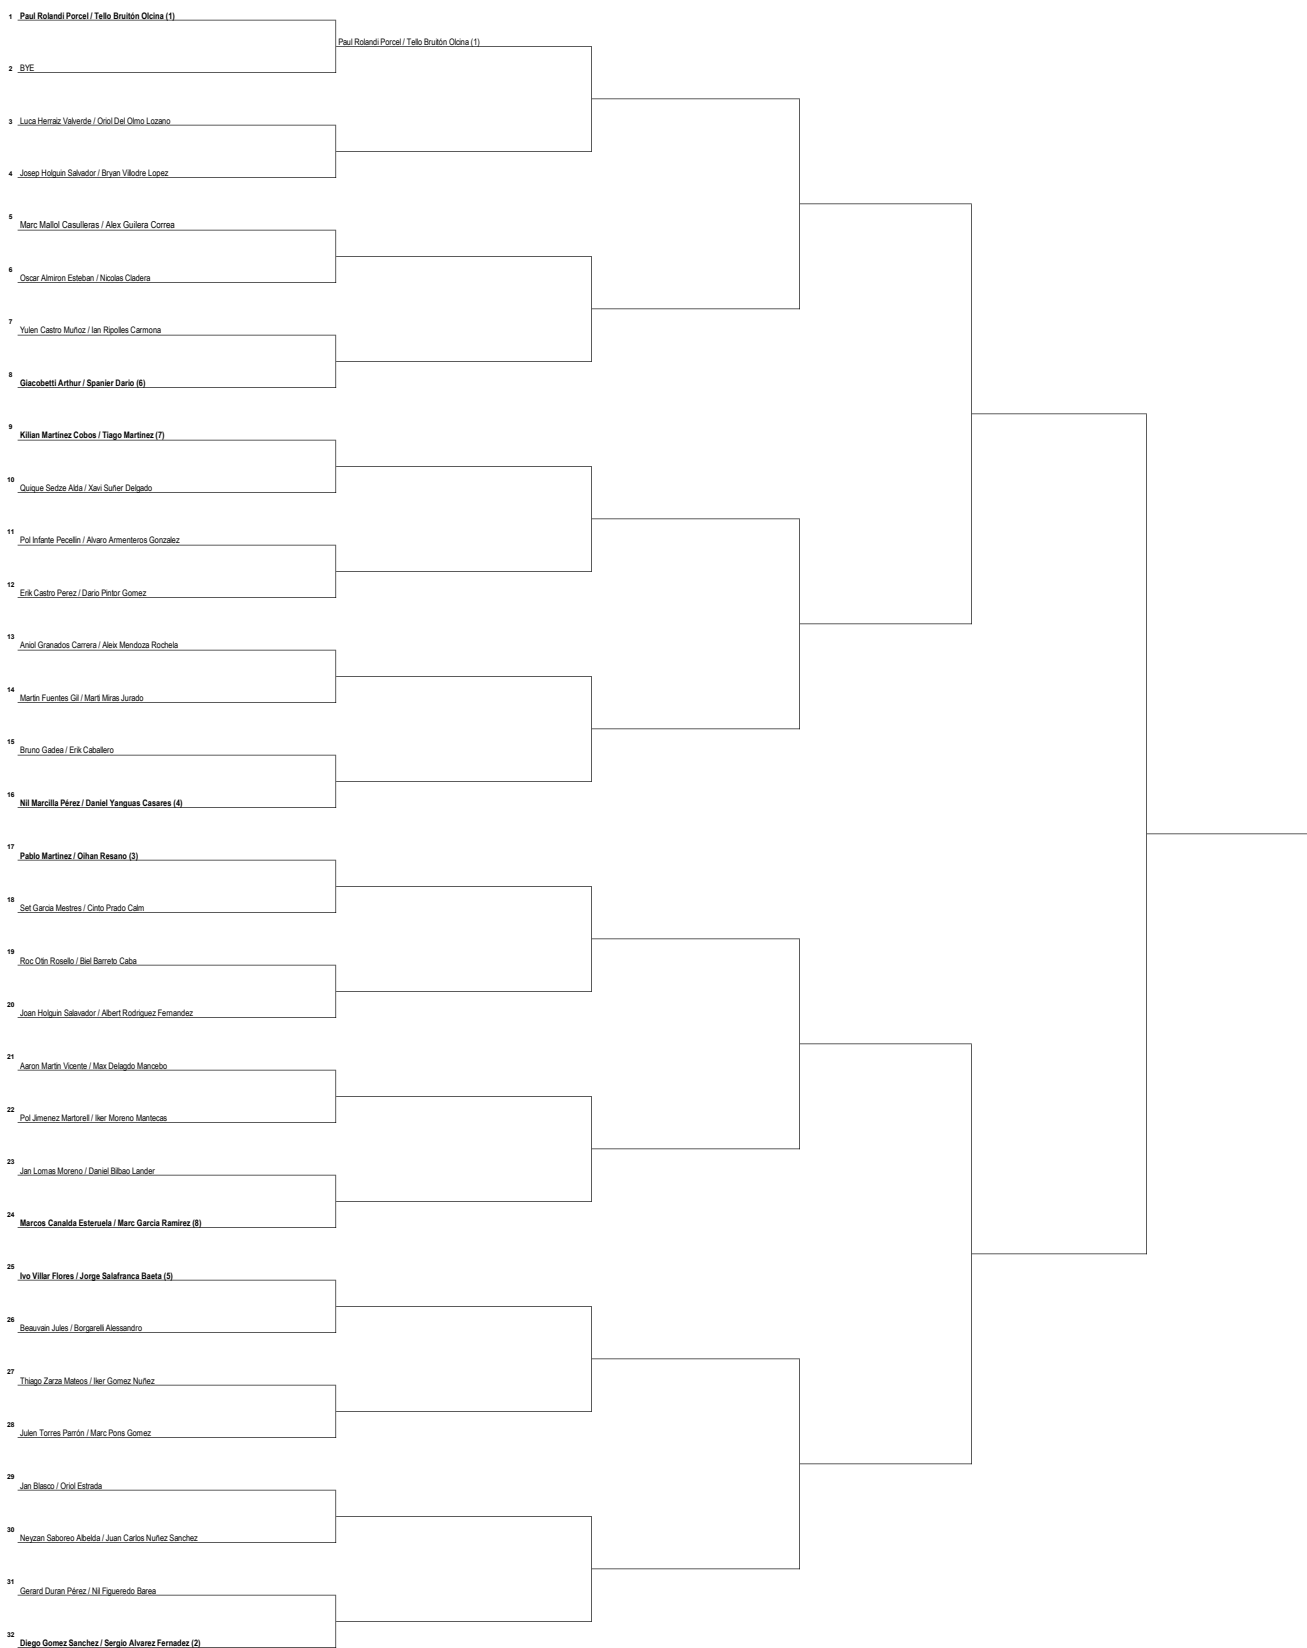 1 Paul Rolandi Porcel / Tello Bruitón Olcina (1)
Paul Rolandi Porcel / Tello Bruitón Olcina (1)
2 BYE
3 Luca Herraiz Valverde / Oriol Del Olmo Lozano
4 Josep Holguin Salvador / Bryan Villodre Lopez
5 Marc Mallol Casulleras / Alex Guilera Correa
6 Oscar Almiron Esteban / Nicolas Cladera
7 Yulen Castro Muñoz / Ian Ripolles Carmona
8 Giacobetti Arthur / Spanier Dario (6)
9 Kilian Martínez Cobos / Tiago Martinez (7)
10 Quique Sedze Alda / Xavi Suñer Delgado
11 Pol Infante Pecellin / Alvaro Armenteros Gonzalez
12 Erik Castro Perez / Dario Pintor Gomez
13 Aniol Granados Carrera / Aleix Mendoza Rochela
14 Martin Fuentes Gil / Marti Miras Jurado
15 Bruno Gadea / Erik Caballero
16 Nil Marcilla Pérez / Daniel Yanguas Casares (4)
17 Pablo Martinez / Oihan Resano (3)
18 Set Garcia Mestres / Cinto Prado Calm
19 Roc Otin Rosello / Biel Barreto Caba
20 Joan Holguin Salavador / Albert Rodriguez Fernandez
21 Aaron Martin Vicente / Max Delagdo Mancebo
22 Pol Jimenez Martorell / Iker Moreno Mantecas
23 Jan Lomas Moreno / Daniel Bilbao Lander
24 Marcos Canalda Esteruela / Marc Garcia Ramirez (8)
25 Ivo Villar Flores / Jorge Salafranca Baeta (5)
26 Beauvain Jules / Borgarelli Alessandro
27 Thiago Zarza Mateos / Iker Gomez Nuñez
28 Julen Torres Parrón / Marc Pons Gomez
29 Jan Blasco / Oriol Estrada
30 Neyzan Saboreo Albelda / Juan Carlos Nuñez Sanchez
31 Gerard Duran Pérez / Nil Figueredo Barea
32 Diego Gomez Sanchez / Sergio Alvarez Fernadez (2)